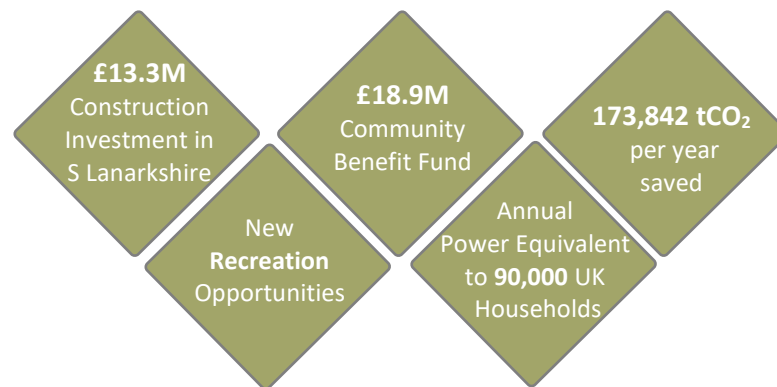 £13.3M
Construction
Investment in
S Lanarkshire
New
Recreation
Opportunities
£18.9M
Community
Benefit Fund
Annual
Power Equivalent
to 90,000 UK
Households
173,842 tCO₂
per year
saved